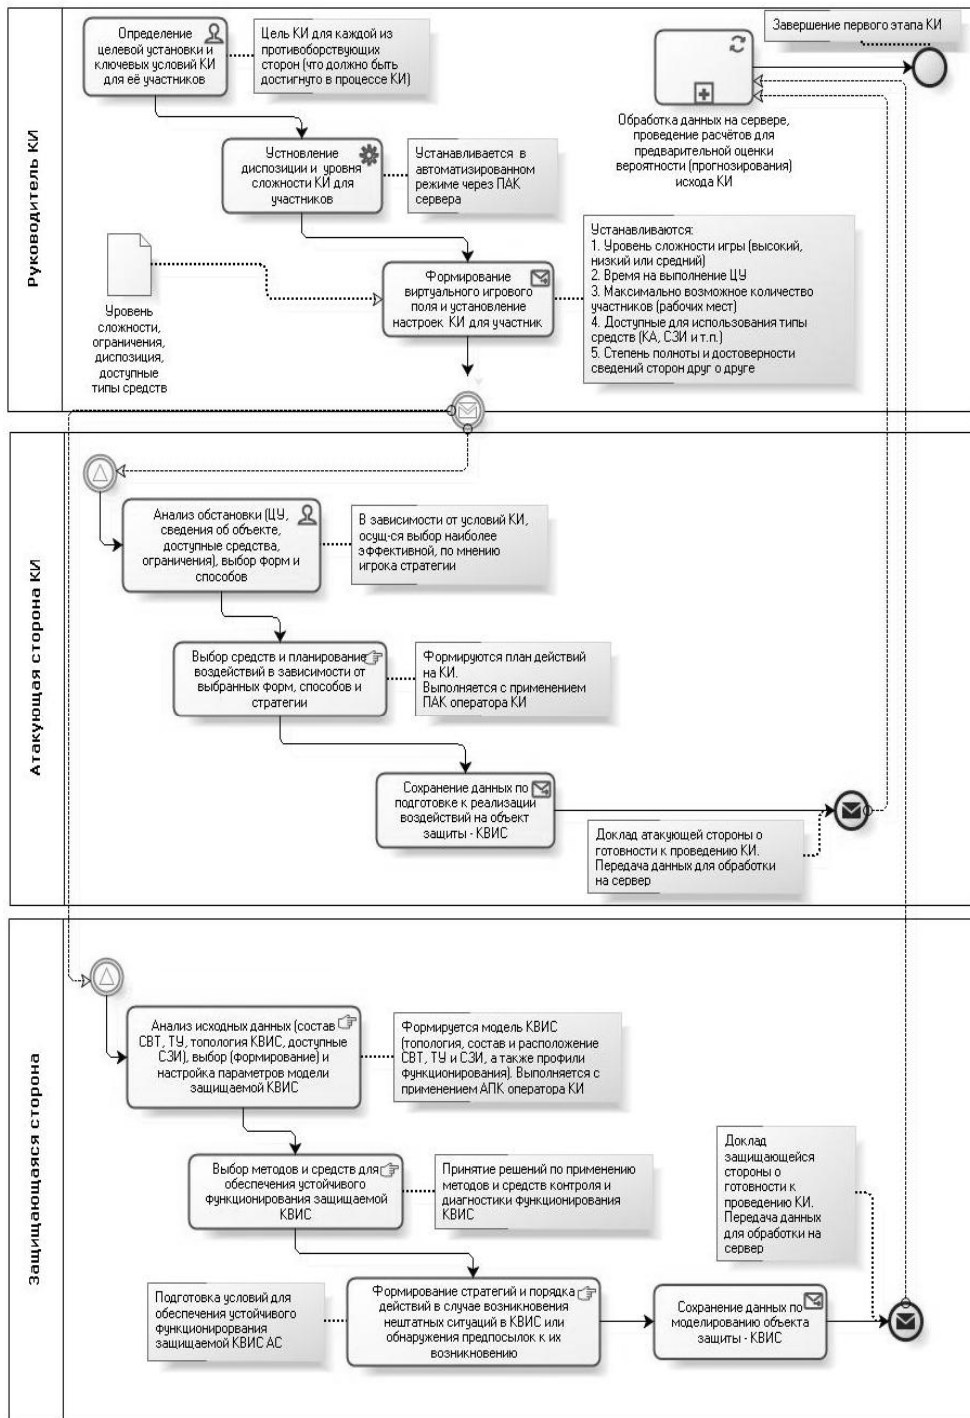 Руководитель КИ
Определение
целевой установки и
ключевых условий КИ
для её участников
Цель КИ для каждой из
противоборствующих
сторон (что должно быть
достигнуто в процессе КИ)
Завершение первого этапа КИ
Обработка данных на сервере,
проведение расчётов для
предварительной оценки
вероятности (прогнозирования)
исхода КИ
Устновление
диспозиции и уровня
сложности КИ для
участников
Устанавливается в
автоматизированном
режиме через ПАК
сервера
Уровень
сложности,
ограничения,
диспозиция,
доступные
типы средств
Формирование
виртуального игрового
поля и установление
настроек КИ для участник
Устанавливаются:
1. Уровень сложности игры (высокий,
низкий или средний)
2. Время на выполнение ЦУ
3. Максимально возможное количество
участников (рабочих мест)
4. Доступные для использования типы
средств (КА, СЗИ и т.п.)
5. Степень полноты и достоверности
сведений сторон друг о друге
Атакующая сторона КИ
Анализ обстановки (ЦУ,
сведения об объекте,
доступные средства,
ограничения), выбор форм и
способов
В зависимости от условий КИ,
осущ-ся выбор наиболее
эффективной, по мнению
игрока стратегии
Выбор средств и планирование
воздействий в зависимости от
выбранных форм, способов и
стратегии
Формируются план действий
на КИ.
Выполняется с применением
ПАК оператора КИ
Сохранение данных по
подготовке к реализации
воздействий на объект
защиты - КВИС
Доклад атакующей стороны о
готовности к проведению КИ.
Передача данных для обработки
на сервер
Защищающаяся сторона
Анализ исходных данных (состав
СВТ, ТУ, топология КВИС, доступные
СЗИ), выбор (формирование) и
настройка параметров модели
защищаемой КВИС
Формируется модель КВИС
(топология, состав и расположение
СВТ, ТУ и СЗИ, а также профили
функционирования). Выполняется с
применением АПК оператора КИ
Выбор методов и средств для
обеспечения устойчивого
функционирования защищаемой
КВИС
Принятие решений по применению
методов и средств контроля и
диагностики функционирования
КВИС
Доклад
защищающейся
стороны о
готовности к
проведению КИ.
Передача данных
для обработки на
сервер
Подготовка условий для
обеспечения устойчивого
функционирорвания
защищаемой КВИС АС
Формирование стратегий и порядка
действий в случае возникновения
нештатных ситуаций в КВИС или
обнаружения предпосылок к их
возникновению
Сохранение данных по
моделированию объекта
защиты - КВИС